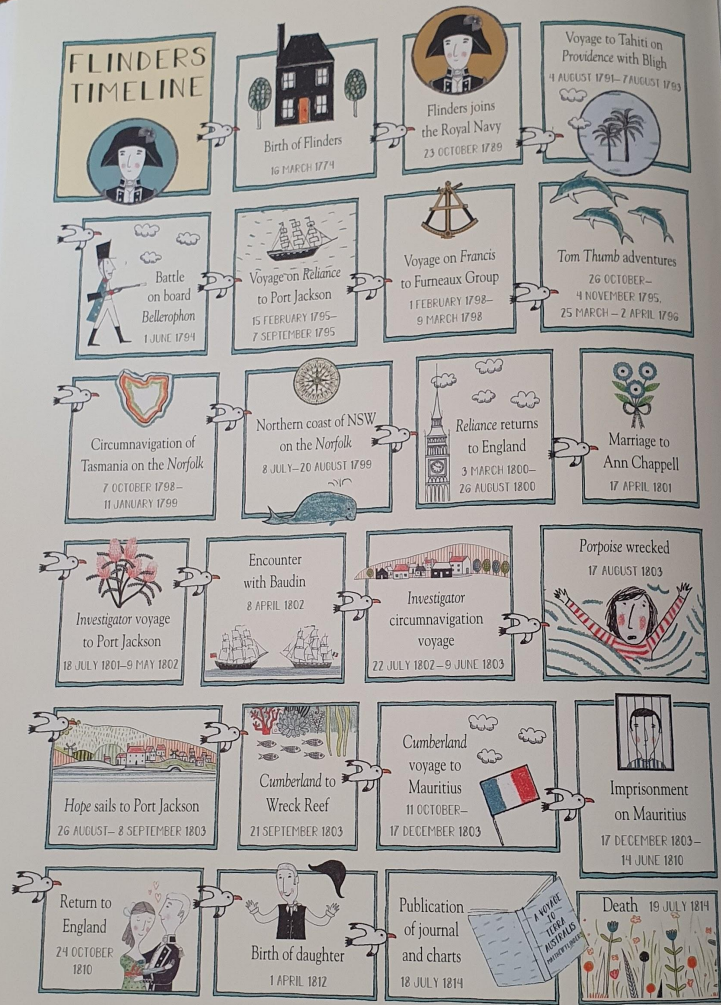 FLINDERS
TIMELINE
Birth of Flinders
16 MARCH 1774
Flinders joins
the Royal Navy
23 OCTOBER 1789
Voyage to Tahiti on
Providence with Bligh
4 AUGUST 1791–7 AUGUST 1793
Battle
on board
Bellerophon
1 JUNE 1794
Voyage on Reliance
to Port Jackson
15 FEBRUARY 1795–
7 SEPTEMBER 1795
Voyage on Francis
to Furneaux Group
1 FEBRUARY 1798–
9 MARCH 1798
Tom Thumb adventures
26 OCTOBER–
4 NOVEMBER 1795,
25 MARCH – 2 APRIL 1796
Circumnavigation of
Tasmania on the Norfolk
7 OCTOBER 1798–
11 JANUARY 1799
Northern coast of NSW
on the Norfolk
8 JULY–20 AUGUST 1799
Reliance returns
to England
3 MARCH 1800–
26 AUGUST 1800
Marriage to
Ann Chappell
17 APRIL 1801
Investigator voyage
to Port Jackson
18 JULY 1801–9 MAY 1802
Encounter
with Baudin
8 APRIL 1802
Investigator
circumnavigation
voyage
22 JULY 1802–9 JUNE 1803
Porpoise wrecked
17 AUGUST 1803
Hope sails to Port Jackson
26 AUGUST– 8 SEPTEMBER 1803
Cumberland to
Wreck Reef
21 SEPTEMBER 1803
Cumberland
voyage to
Mauritius
11 OCTOBER–
17 DECEMBER 1803
Imprisonment
on Mauritius
17 DECEMBER 1803–
14 JUNE 1810
Return to
England
24 OCTOBER
1810
Birth of daughter
1 APRIL 1812
Publication
of journal
and charts
18 JULY 1814
A VOYAGE
TO
TERRA
AUSTRALIS
MATTHEW FLINDERS
Death 19 JULY 1814